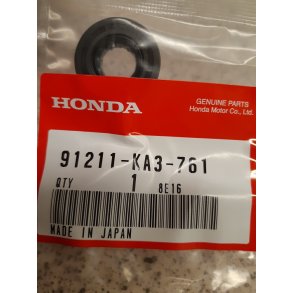 HONDA
GENUINE PARTS
Honda Motor Co., Ltd.
91211-KA3-761
QTY 1 8E16
MADE IN JAPAN